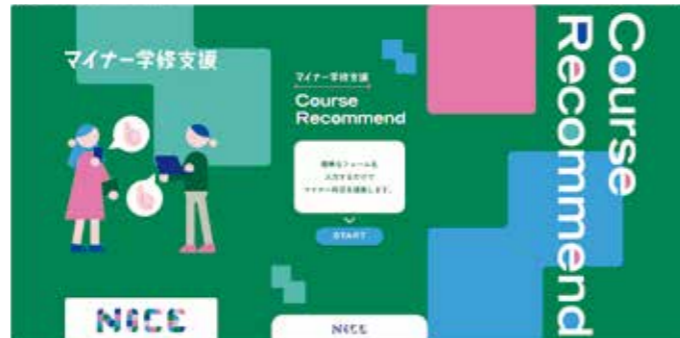 マイナー学修支援
NICE
マイナー学修支援
Course
Recommend
簡単なフォームを
入力するだけで
マイナー科目を提案します。
START
NICE
Course
Recommend